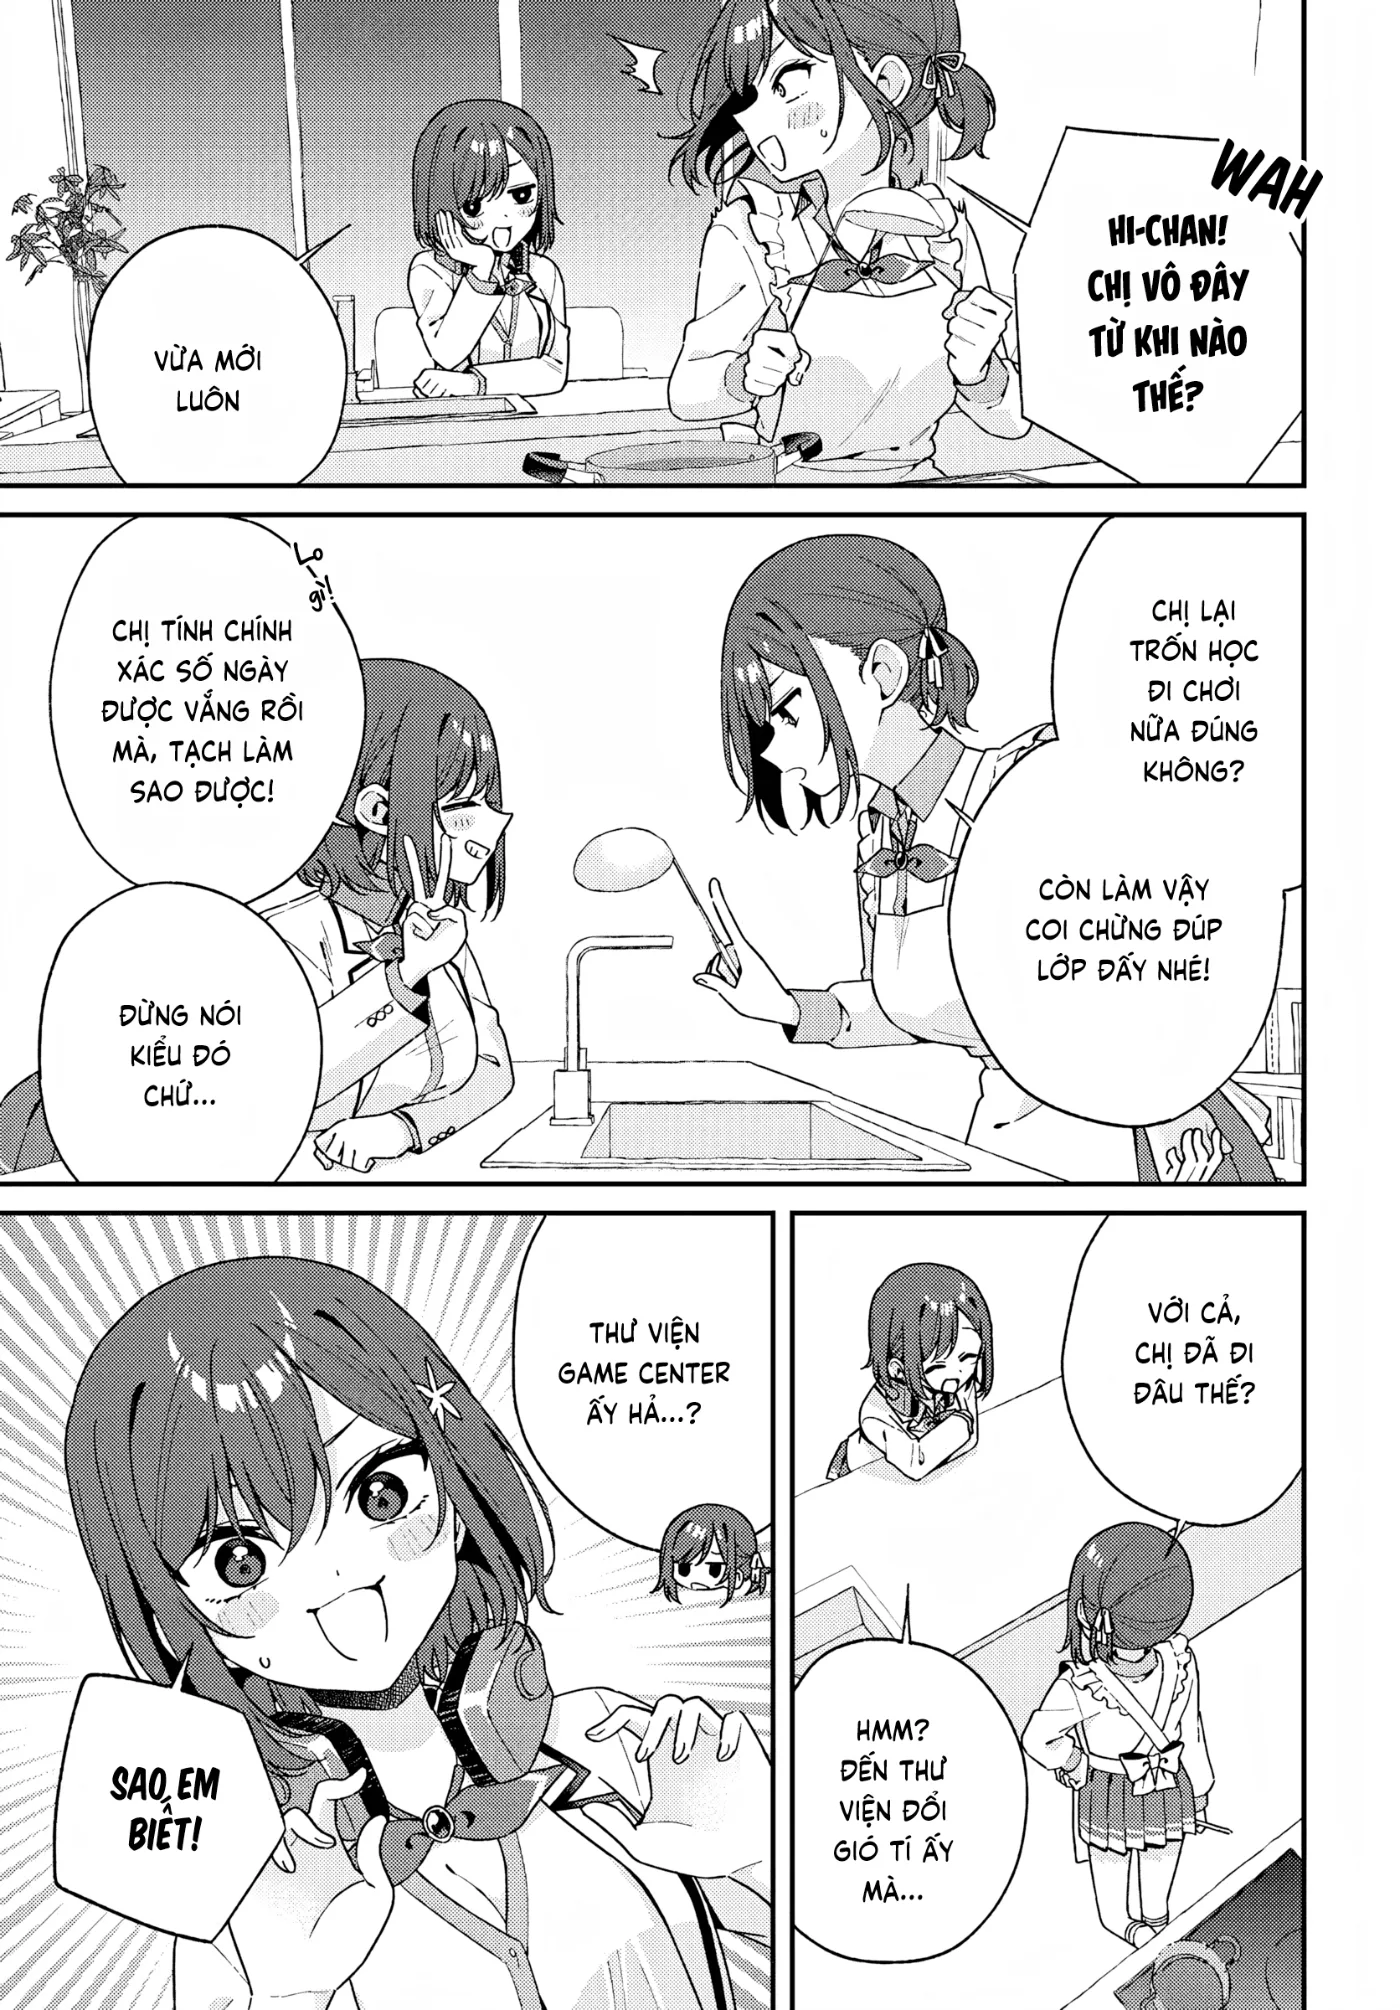 WAH
HI-CHAN!
CHỊ VÔ ĐÂY
TỪ KHI NÀO
THẾ?
VỪA MỚI
LUÔN
CHỊ LẠI
TRỐN HỌC
ĐI CHƠI
NỮA ĐÚNG
KHÔNG?
CÒN LÀM VẬY
COI CHỪNG ĐÚP
LỚP ĐẤY NHÉ!
Lo-
gì!
CHỊ TÍNH CHÍNH
XÁC SỐ NGÀY
ĐƯỢC VẮNG RỒI
MÀ, TẠCH LÀM
SAO ĐƯỢC!
ĐỪNG NÓI
KIỂU ĐÓ
CHỨ...
VỚI CẢ,
CHỊ ĐÃ ĐI
ĐÂU THẾ?
HMM?
ĐẾN THƯ
VIỆN ĐỔI
GIÓ TÍ ẤY
MÀ...
THƯ VIỆN
GAME CENTER
ẤY HẢ...?
SAO EM
BIẾT!